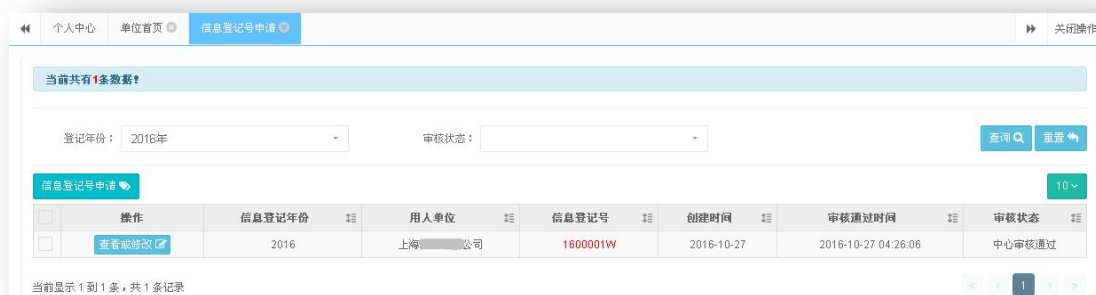 个人中心 单位首页 信息登记号申请 关闭操作
当前共有1条数据!
登记年份： 2016年 审核状态： 查询 重置
信息登记号申请 10
操作 信息登记年份 用人单位 信息登记号 创建时间 审核通过时间 审核状态
查看或修改 2016 上海 公司 1600001W 2016-10-27 2016-10-27 04:26:06 中心审核通过
当前显示 1 到 1 条，共 1 条记录 « ‹ 1 › »